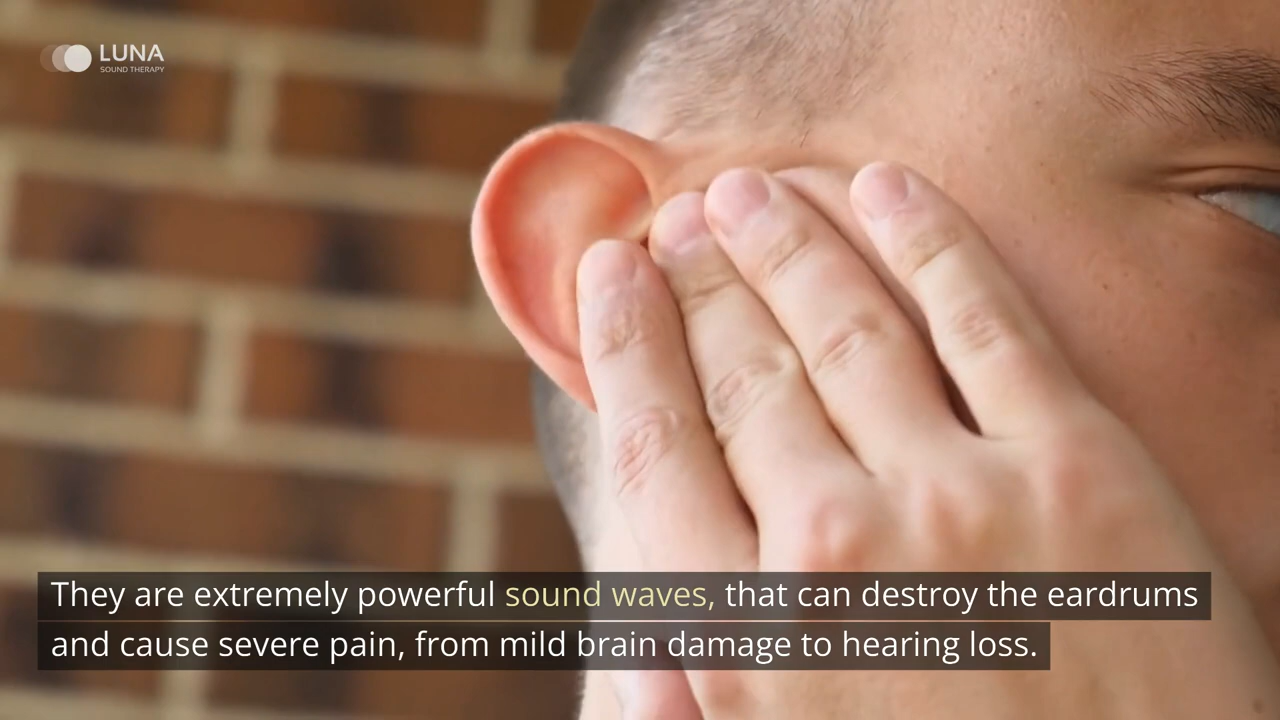 LUNA
SOUND THERAPY
They are extremely powerful sound waves, that can destroy the eardrums
and cause severe pain, from mild brain damage to hearing loss.